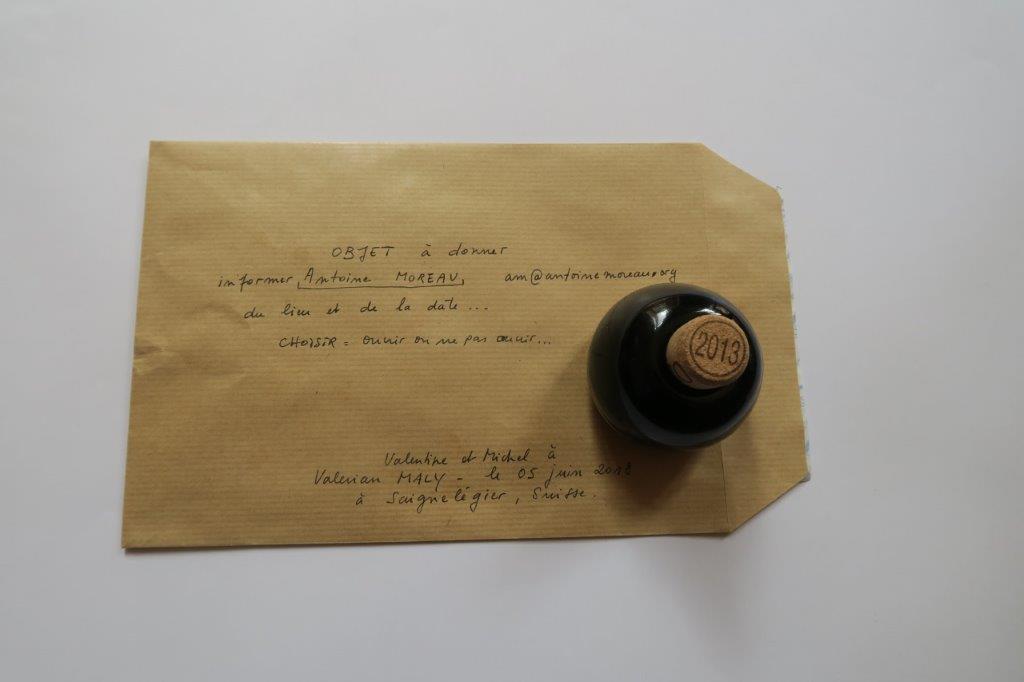 OBJET à donner
informer Antoine MOREAU, am@antoinemoreau.org
du lieu et de la date...
CHOISIR = ouvrir ou ne pas ouvrir...
2013
Valentine et Michel à
Valerian MALY - le 05 juin 2018
à Saignelégier, Suisse.